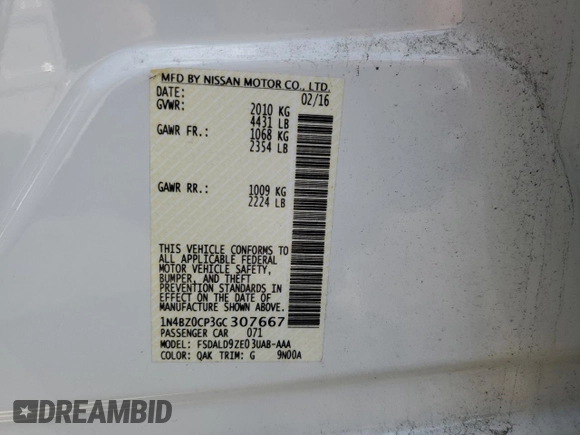 MFD BY NISSAN MOTOR CO., LTD.
DATE: 02/16
GVWR: 2010 KG
4431 LB
GAWR FR.: 1068 KG
2354 LB
GAWR RR.: 1009 KG
2224 LB
THIS VEHICLE CONFORMS TO
ALL APPLICABLE FEDERAL
MOTOR VEHICLE SAFETY,
BUMPER, AND THEFT
PREVENTION STANDARDS
IN EFFECT ON THE DATE OF
MANUFACTURE SHOWN ABOVE.
1N4BZ0CP3GC307667
PASSENGER CAR 071
MODEL: FSDALD9ZE03UAB-AAA
COLOR: QAK TRIM: G 9N00A
DREAMBID